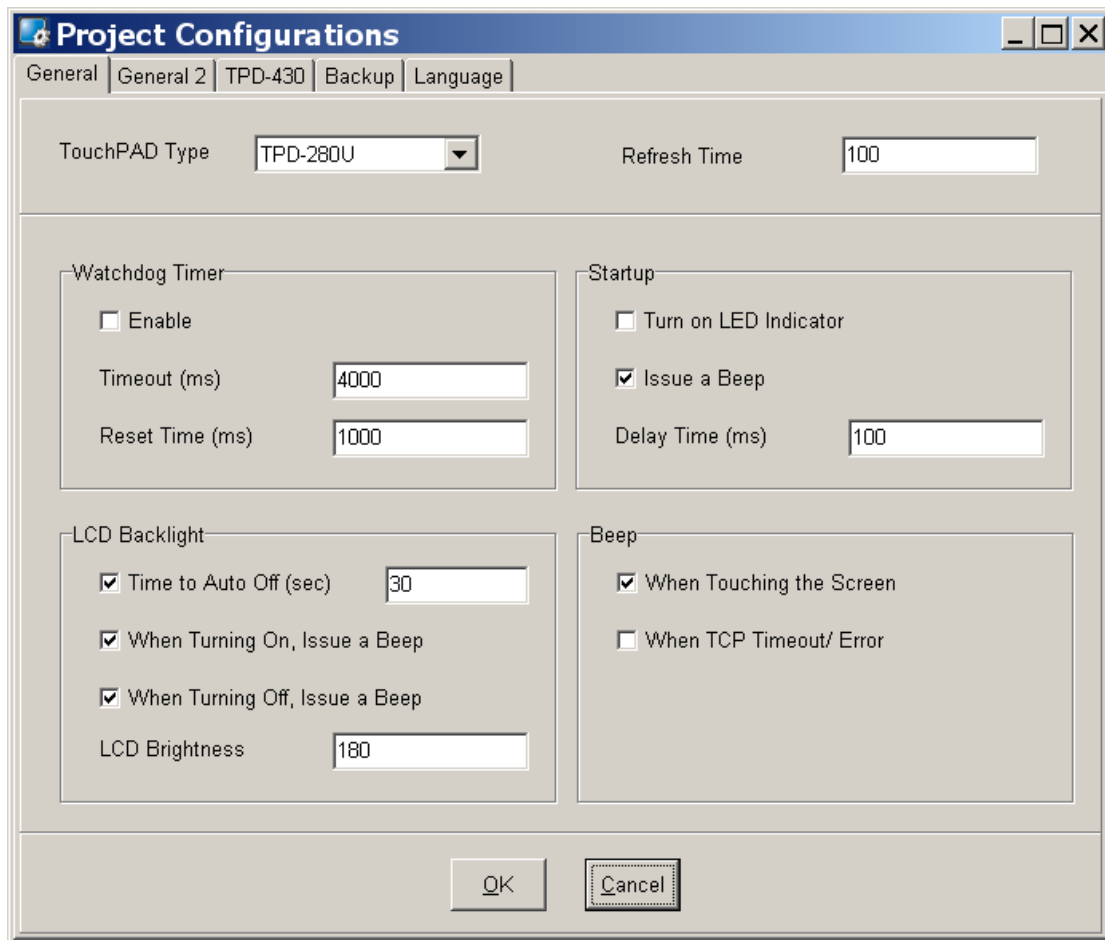 Project Configurations
General General 2 TPD-430 Backup Language
TouchPAD Type TPD-280U Refresh Time 100
Watchdog Timer
Enable
Timeout (ms) 4000
Reset Time (ms) 1000
Startup
Turn on LED Indicator
Issue a Beep
Delay Time (ms) 100
LCD Backlight
Time to Auto Off (sec) 30
When Turning On, Issue a Beep
When Turning Off, Issue a Beep
LCD Brightness 180
Beep
When Touching the Screen
When TCP Timeout/ Error
OK Cancel